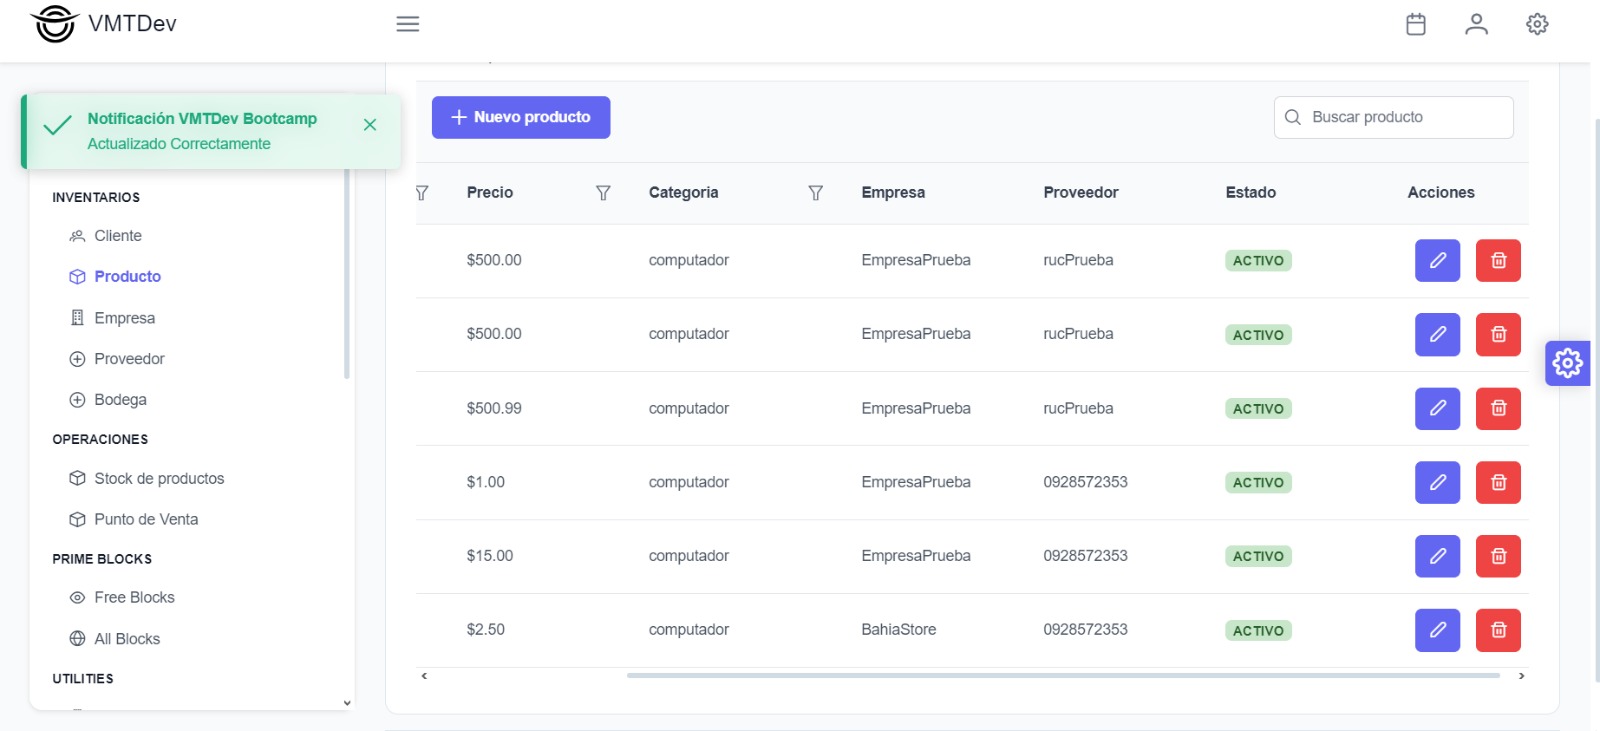 VMTDev
Notificación VMTDev Bootcamp
Actualizado Correctamente
INVENTARIOS
Cliente
Producto
Empresa
Proveedor
Bodega
OPERACIONES
Stock de productos
Punto de Venta
PRIME BLOCKS
Free Blocks
All Blocks
UTILITIES
Nuevo producto
Buscar producto
Precio Categoria Empresa Proveedor Estado Acciones
$500.00 computador EmpresaPrueba rucPrueba ACTIVO
$500.00 computador EmpresaPrueba rucPrueba ACTIVO
$500.99 computador EmpresaPrueba rucPrueba ACTIVO
$1.00 computador EmpresaPrueba 0928572353 ACTIVO
$15.00 computador EmpresaPrueba 0928572353 ACTIVO
$2.50 computador BahiaStore 0928572353 ACTIVO